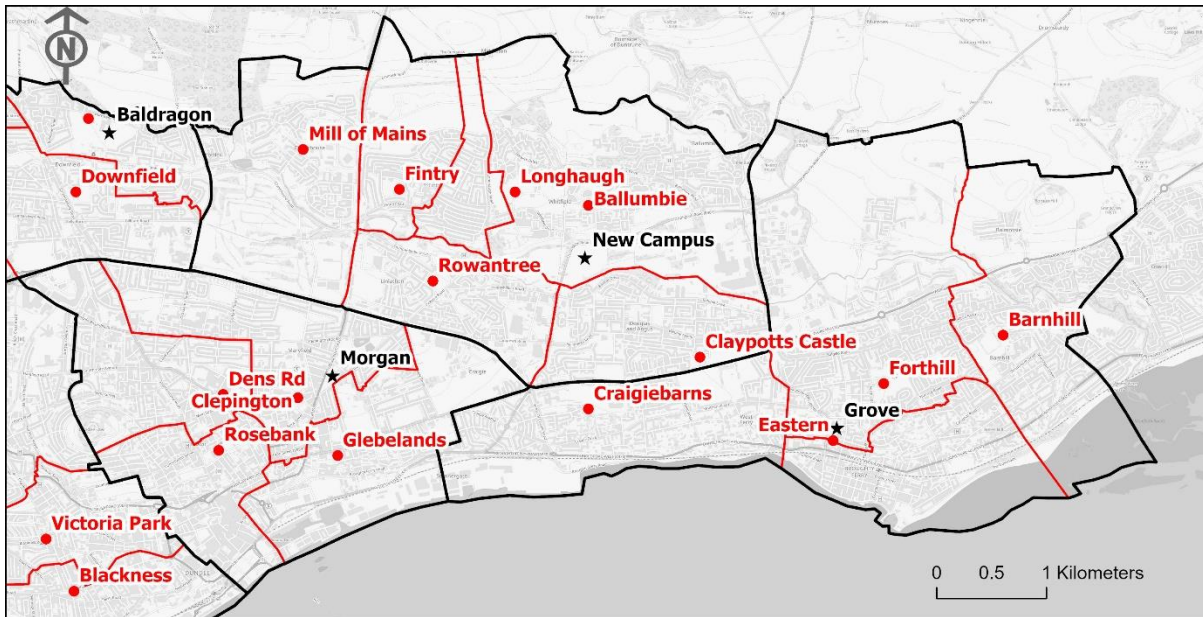 N
Baldragon
Mill of Mains
Downfield
Fintry
Longhaugh
Ballumbie
New Campus
Rowantree
Barnhill
Claypotts Castle
Morgan
Forthill
Dens Rd
Clepington
Craigiebarns
Grove
Eastern
Rosebank
Glebelands
Victoria Park
Blackness
0 0.5 1 Kilometers